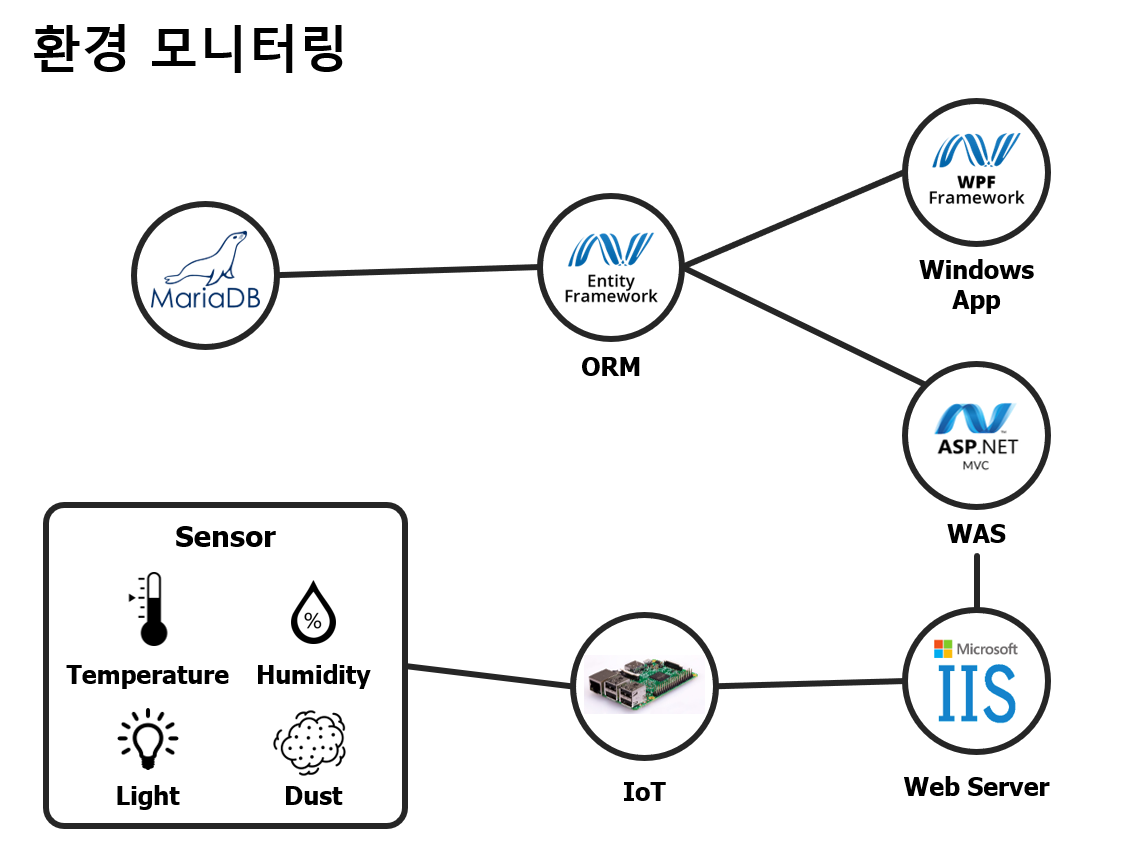 환경 모니터링
WPF
Framework
Windows
App
MariaDB
Entity
Framework
ORM
ASP.NET
MVC
WAS
Sensor
%
Temperature
Humidity
Light
Dust
IoT
Microsoft
IIS
Web Server